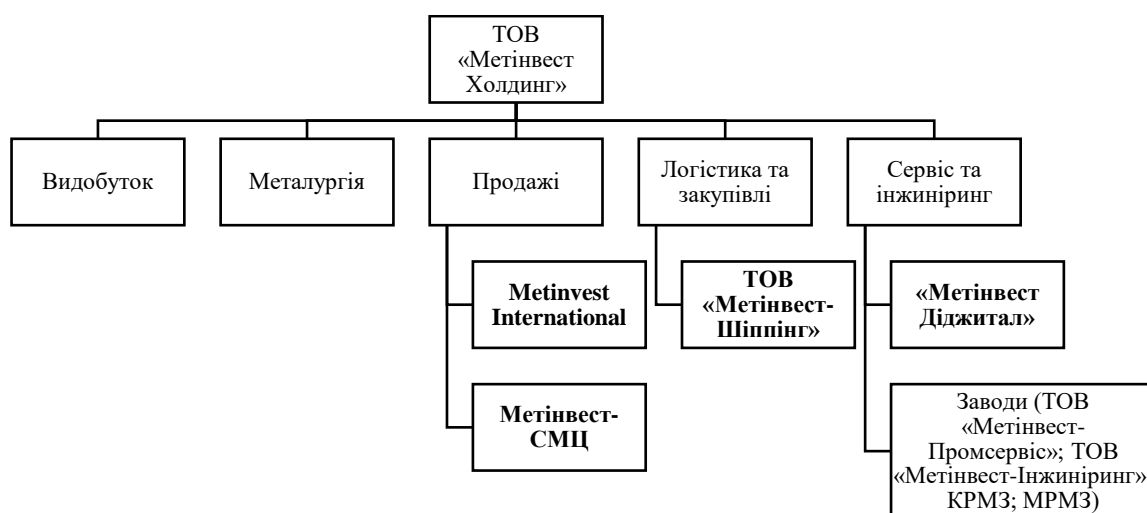 ТОВ
«Метінвест
Холдинг»
Видобуток
Металургія
Продажі
Логістика та
закупівлі
Сервіс та
інжиніринг
Metinvest
International
ТОВ
«Метінвест-
Шіппінг»
«Метінвест
Діджитал»
Метінвест-
СМЦ
Заводи (ТОВ
«Метінвест-
Промсервіс»; ТОВ
«Метінвест-Інжиніринг»
КРМЗ; МРМЗ)